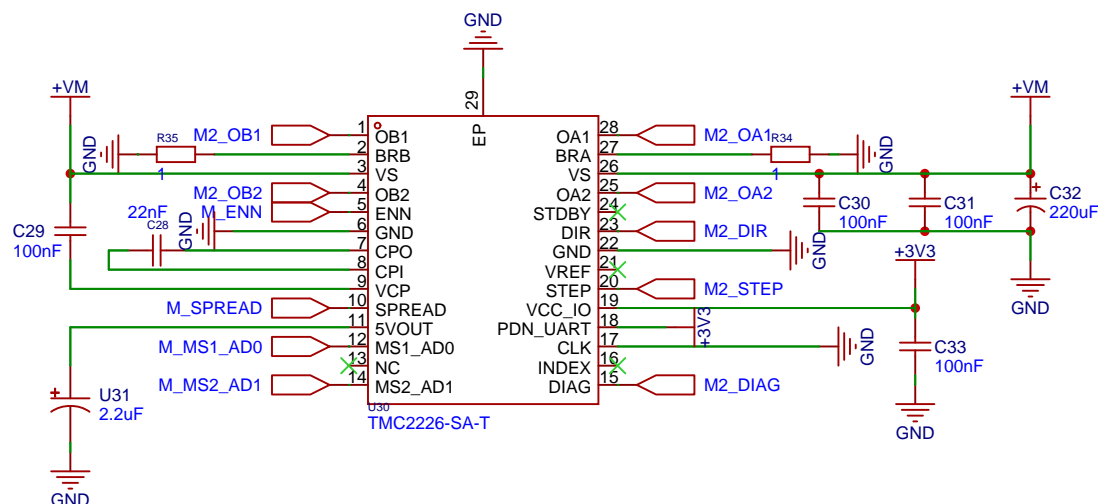 GND
29
EP
+VM
+VM
M2_OB1
1
OB1
OA1
28
M2_OA1
GND
R35
1
2
BRB
BRA
27
R34
1
GND
3
VS
VS
26
M2_OB2
4
OB2
OA2
25
M2_OA2
M_ENN
5
ENN
STDBY
24
22nF
C28
GND
6
GND
DIR
23
M2_DIR
C29
100nF
7
CPO
GND
22
GND
8
CPI
VREF
21
9
VCP
STEP
20
M2_STEP
C30
100nF
C31
100nF
C32
220uF
GND
+3V3
M_SPREAD
10
SPREAD
VCC_IO
19
11
5VOUT
PDN_UART
18
+3V3
M_MS1_AD0
12
MS1_AD0
CLK
17
GND
13
NC
INDEX
16
C33
100nF
M_MS2_AD1
14
MS2_AD1
DIAG
15
M2_DIAG
U31
2.2uF
U30
TMC2226-SA-T
GND
GND